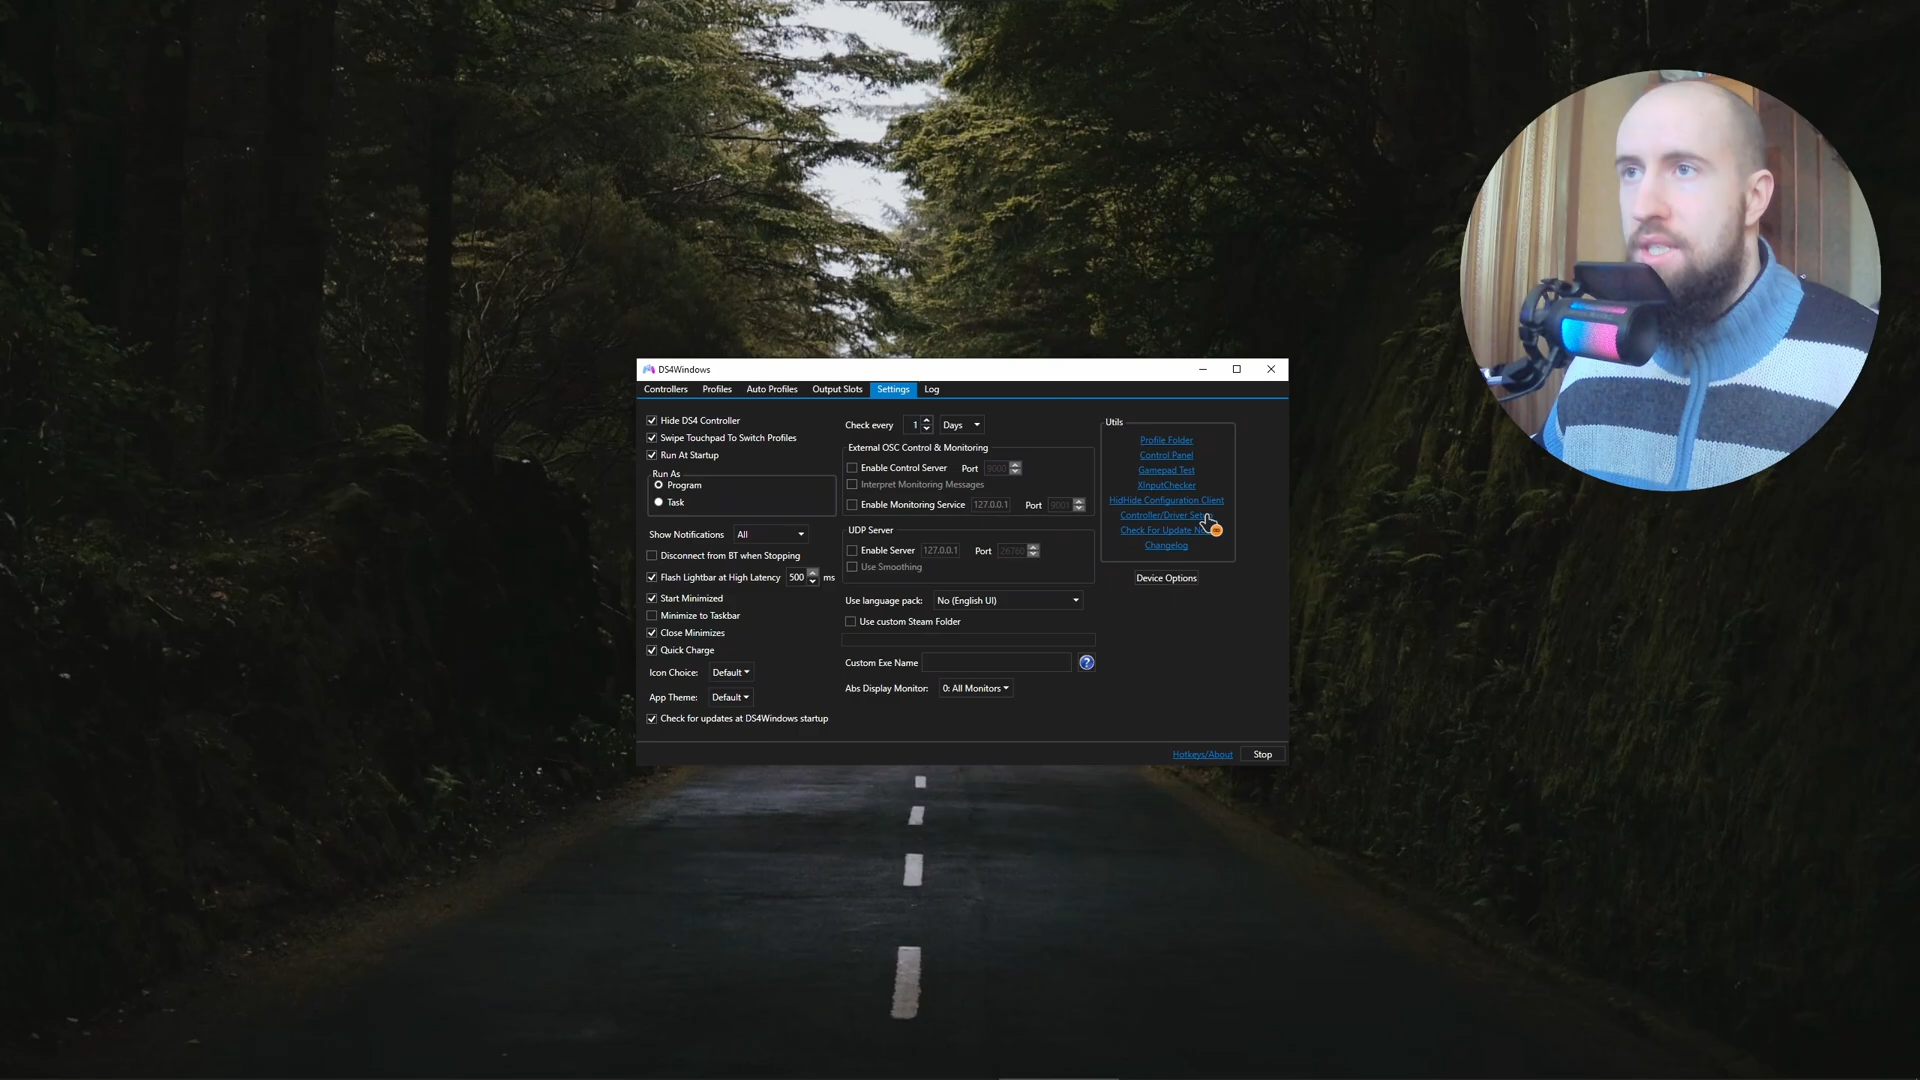 DS4Windows
Controllers Profiles Auto Profiles Output Slots Settings Log
Hide DS4 Controller
Swipe Touchpad To Switch Profiles
Run At Startup
Run As
Program
Task
Show Notifications All
Disconnect from BT when Stopping
Flash Lightbar at High Latency 500 ms
Start Minimized
Minimize to Taskbar
Close Minimizes
Quick Charge
Icon Choice: Default
App Theme: Default
Check for updates at DS4Windows startup
Check every 1 Days
External OSC Control & Monitoring
Enable Control Server Port 9000
Interpret Monitoring Messages
Enable Monitoring Service 127.0.0.1 Port 9001
UDP Server
Enable Server 127.0.0.1 Port 26760
Use Smoothing
Use language pack: No (English UI)
Use custom Steam Folder
Custom Exe Name
Abs Display Monitor: 0: All Monitors
Utils
Profile Folder
Control Panel
Gamepad Test
XInputChecker
HidHide Configuration Client
Controller/Driver
Check For Update
Changelog
Device Options
Hotkeys/About Stop